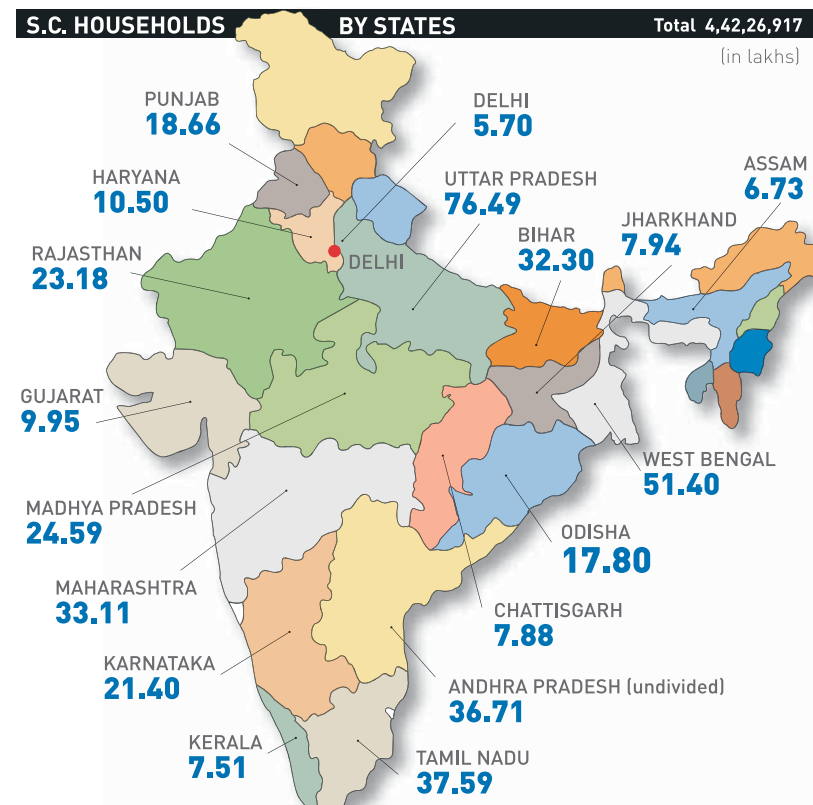 S.C. HOUSEHOLDS BY STATES Total 4,42,26,917
(in lakhs)
PUNJAB
18.66
DELHI
5.70
HARYANA
10.50
UTTAR PRADESH
76.49
ASSAM
6.73
JHARKHAND
7.94
BIHAR
32.30
RAJASTHAN
23.18
DELHI
GUJARAT
9.95
WEST BENGAL
51.40
MADHYA PRADESH
24.59
ODISHA
17.80
MAHARASHTRA
33.11
CHATTISGARH
7.88
KARNATAKA
21.40
ANDHRA PRADESH (undivided)
36.71
KERALA
7.51
TAMIL NADU
37.59